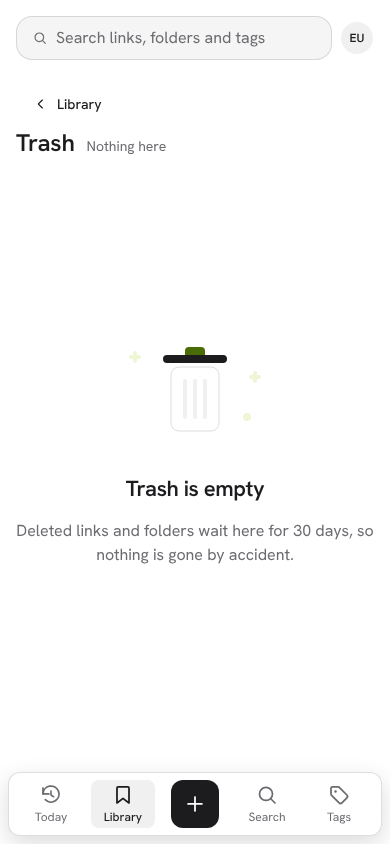 Search links, folders and tags
EU
Library
Trash Nothing here
Trash is empty
Deleted links and folders wait here for 30 days, so
nothing is gone by accident.
Today
Library
Search
Tags